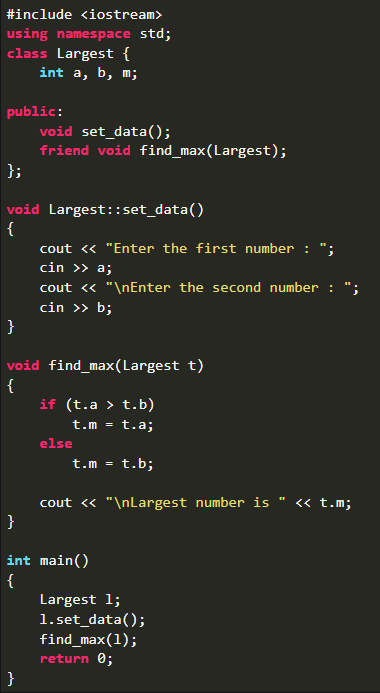 #include <iostream>
using namespace std;
class Largest {
    int a, b, m;

public:
    void set_data();
    friend void find_max(Largest);
};

void Largest::set_data()
{
    cout << "Enter the first number : ";
    cin >> a;
    cout << "\nEnter the second number : ";
    cin >> b;
}

void find_max(Largest t)
{
    if (t.a > t.b)
        t.m = t.a;
    else
        t.m = t.b;

    cout << "\nLargest number is " << t.m;
}

int main()
{
    Largest l;
    l.set_data();
    find_max(l);
    return 0;
}